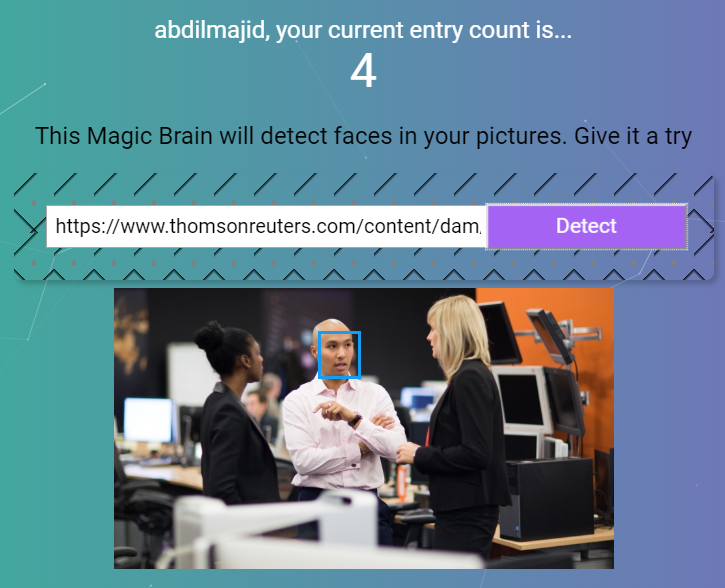 abdilmajid, your current entry count is...
4
This Magic Brain will detect faces in your pictures. Give it a try
https://www.thomsonreuters.com/content/dam/
Detect